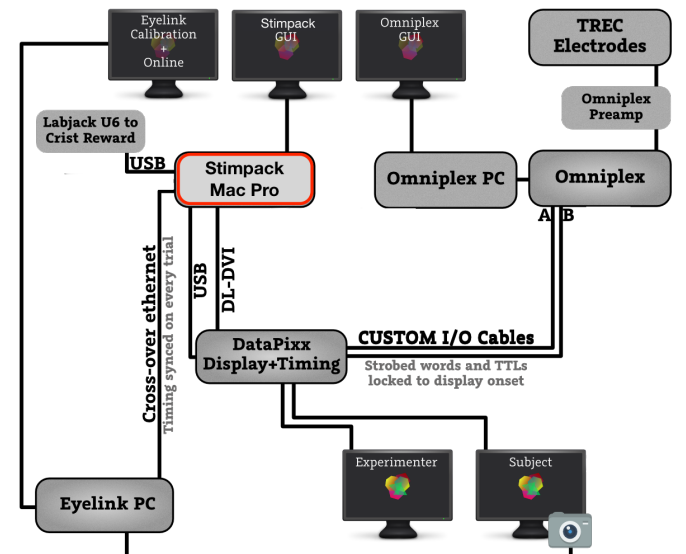 Eyelink
Calibration
+
Online
Stimpack
GUI
Omniplex
GUI
TREC
Electrodes
Omniplex
Preamp
Labjack U6 to
Crist Reward
USB
Stimpack
Mac Pro
Omniplex PC
Omniplex
A B
Cross-over ethernet
Timing synced on every trial
USB
DL-DVI
DataPixx
Display+Timing
CUSTOM I/O Cables
Strobed words and TTLs
locked to display onset
Experimenter
Subject
Eyelink PC